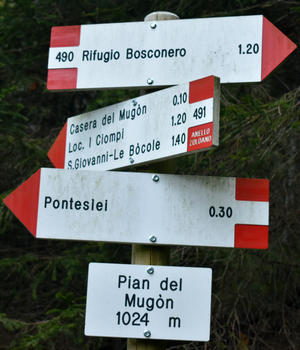 490 Rifugio Bosconero 1.20
Casera del Mugòn 0.10
Loc. I Ciompi 1.20 491
S.Giovanni-Le Bòcole 1.40 ANELLO ZOLDANO
Ponteslei 0.30
Pian del
Mugòn
1024 m